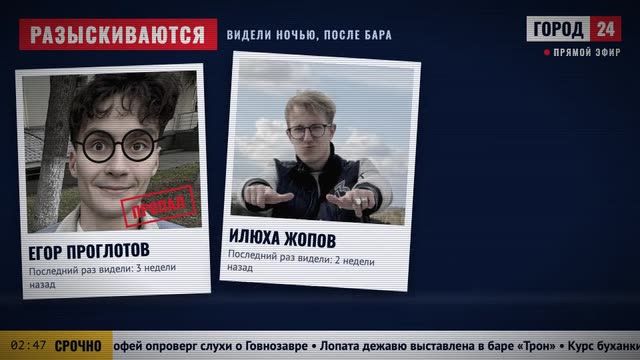 РАЗЫСКИВАЮТСЯ
ВИДЕЛИ НОЧЬЮ, ПОСЛЕ БАРА
ГОРОД 24
ПРЯМОЙ ЭФИР
ПРОПАЛ
ЕГОР ПРОГЛОТОВ
Последний раз видели: 3 недели
назад
ИЛЮХА ЖОПОВ
Последний раз видели: 2 недели
назад
02:47 СРОЧНО офей опроверг слухи о Говнозавре • Лопата дежавю выставлена в баре «Трон» • Курс буханки